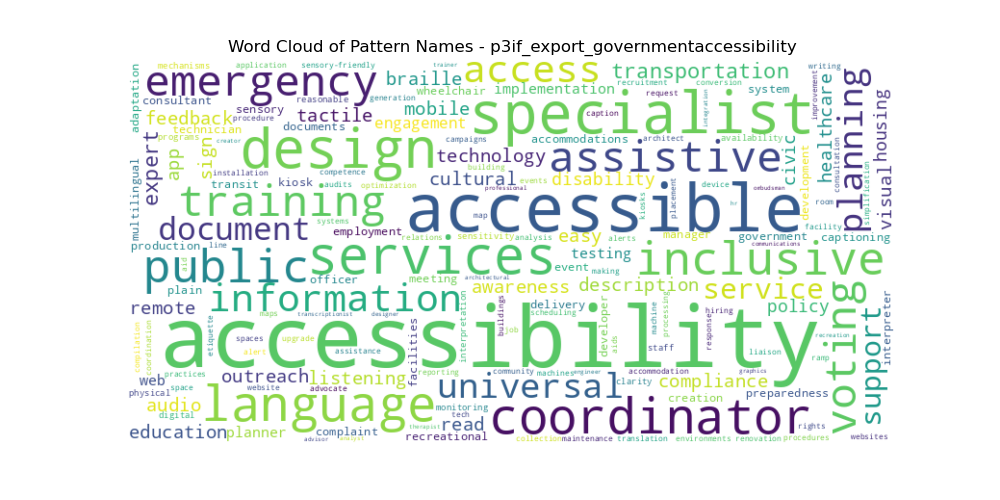 Word Cloud of Pattern Names - p3if_export_governmentaccessibility
mechanisms application sensory-friendly
emergency access transportation
braille implementation wheelchair recruitment conversion writing
adaptation consultant reasonable generation system
sensory tactile mobile specialist request healthcare planning housing
procedure feedback documents engagement caption integration improvement
technician programs creator campaigns accommodations architect availability
expert app sign design technology assistive civic visual
multilingual installation competence building consultation simplification
transit kiosk audits optimization cultural professional events disability device ombudsman
training accessible map kiosks placement hr development room
document systems employment relations sensitivity analysis easy alerts manager government facility captioning
production line communications
public services testing inclusive
aid officer meeting architectural event making
plain information awareness description service policy
remote maps transcriptionist designer delivery scheduling
accessibility voting support interpreter
compilation coordination etiquette interpretation buildings developer aids machine processing hiring response recreation
spaces alert upgrade assistance job staff liaison ramp
practices facilities reporting community machines engineer accommodation graphics
web outreach listening universal clarity compliance preparedness
physical space website advocate creation
audio language monitoring coordinator rights
digital tech
education planner complaint therapist read
advisor analyst recreational collection maintenance translation environments renovation procedures websites
trainer